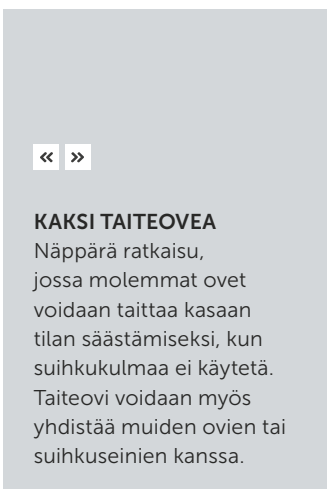 « »
KAKSI TAITEOVEA
Näppärä ratkaisu,
jossa molemmat ovet
voidaan taittaa kasaan
tilan säästämiseksi, kun
suihkukulmaa ei käytetä.
Taiteovi voidaan myös
yhdistää muiden ovien tai
suihkuseinien kanssa.